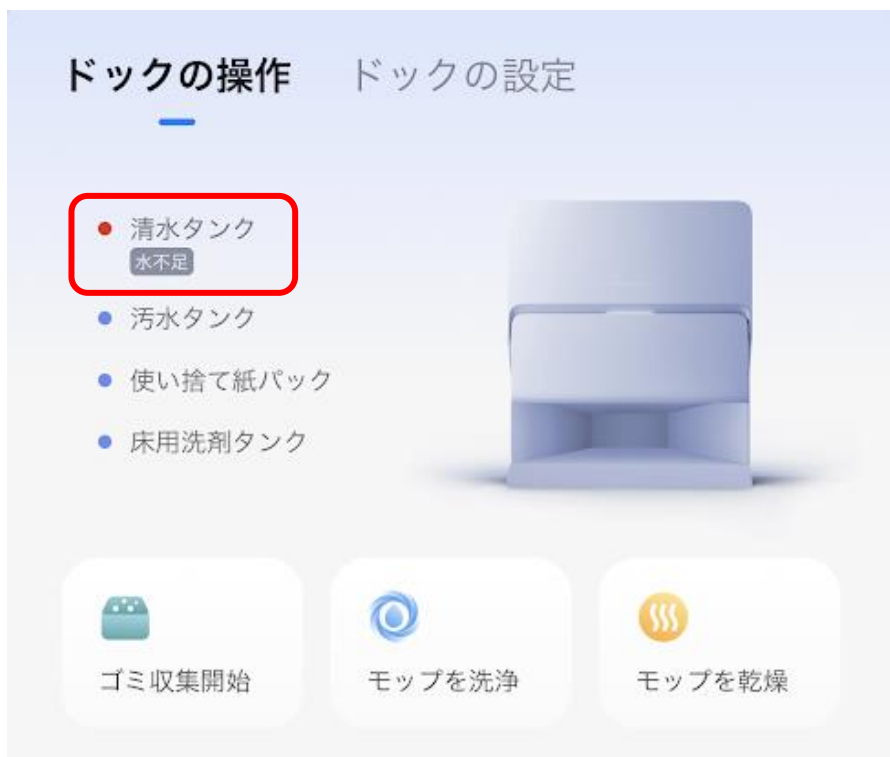 ドックの操作 ドックの設定
清水タンク
水不足
汚水タンク
使い捨て紙パック
床用洗剤タンク
ゴミ収集開始 モップを洗浄 モップを乾燥